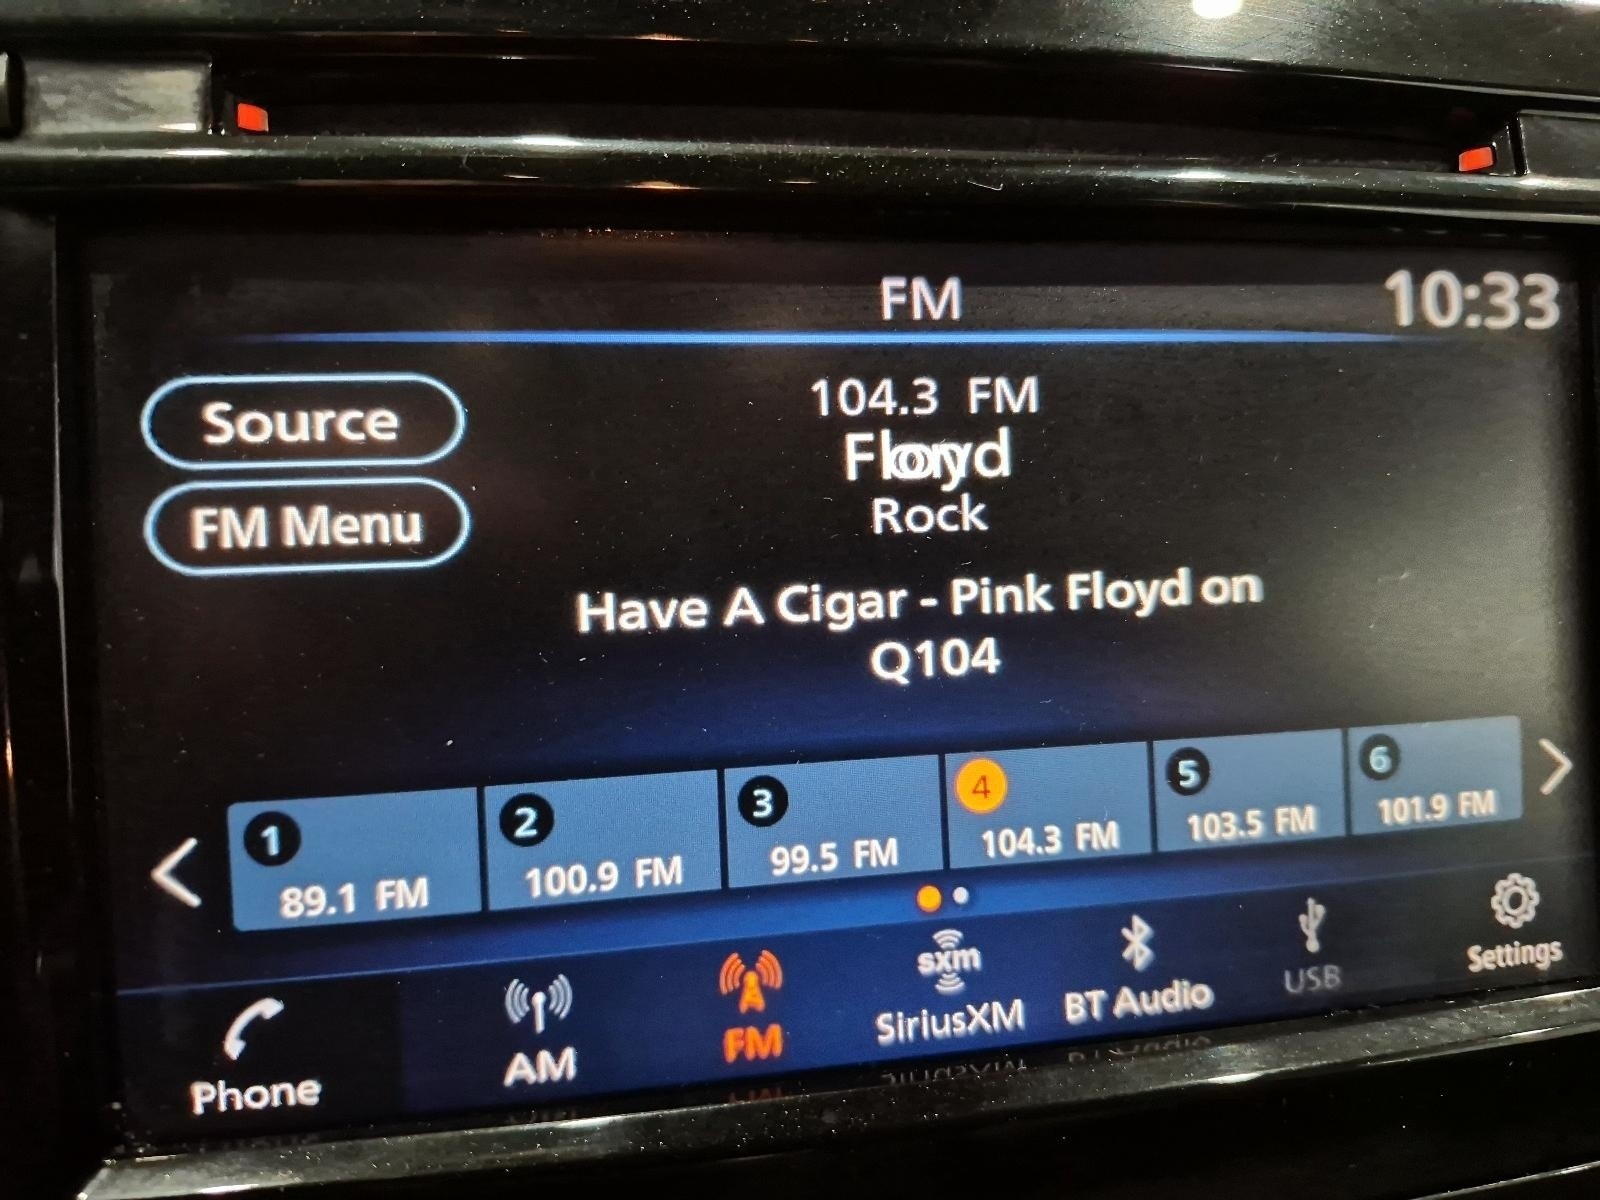 FM
10:33
Source
104.3 FM
Floyd
FM Menu
Rock
Have A Cigar - Pink Floyd on
Q104
1
89.1 FM
2
100.9 FM
3
99.5 FM
4
104.3 FM
5
103.5 FM
6
101.9 FM
Phone
AM
FM
sxm
SiriusXM
BT Audio
USB
Settings